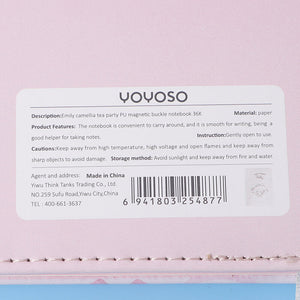 YOYOSO
Description:Emily camellia tea party PU magnetic buckle notebook 36K Material: paper
Product Features: The notebook is convenient to carry around, and it is smooth for writing, being a
good helper for taking notes. Instruction:Gently open to use.
Cautions:Keep away from high temperature, high voltage and open flames and keep away from
sharp objects to avoid damage. Storage method: Avoid sunlight and keep away from fire and water
Agent and oversales: Made in China
Yiwu Think Tanks Trading Co., Ltd.
NO.259 Sufu Road,Yiwu City,China
TEL: 400-661-3637
6 941803 254877